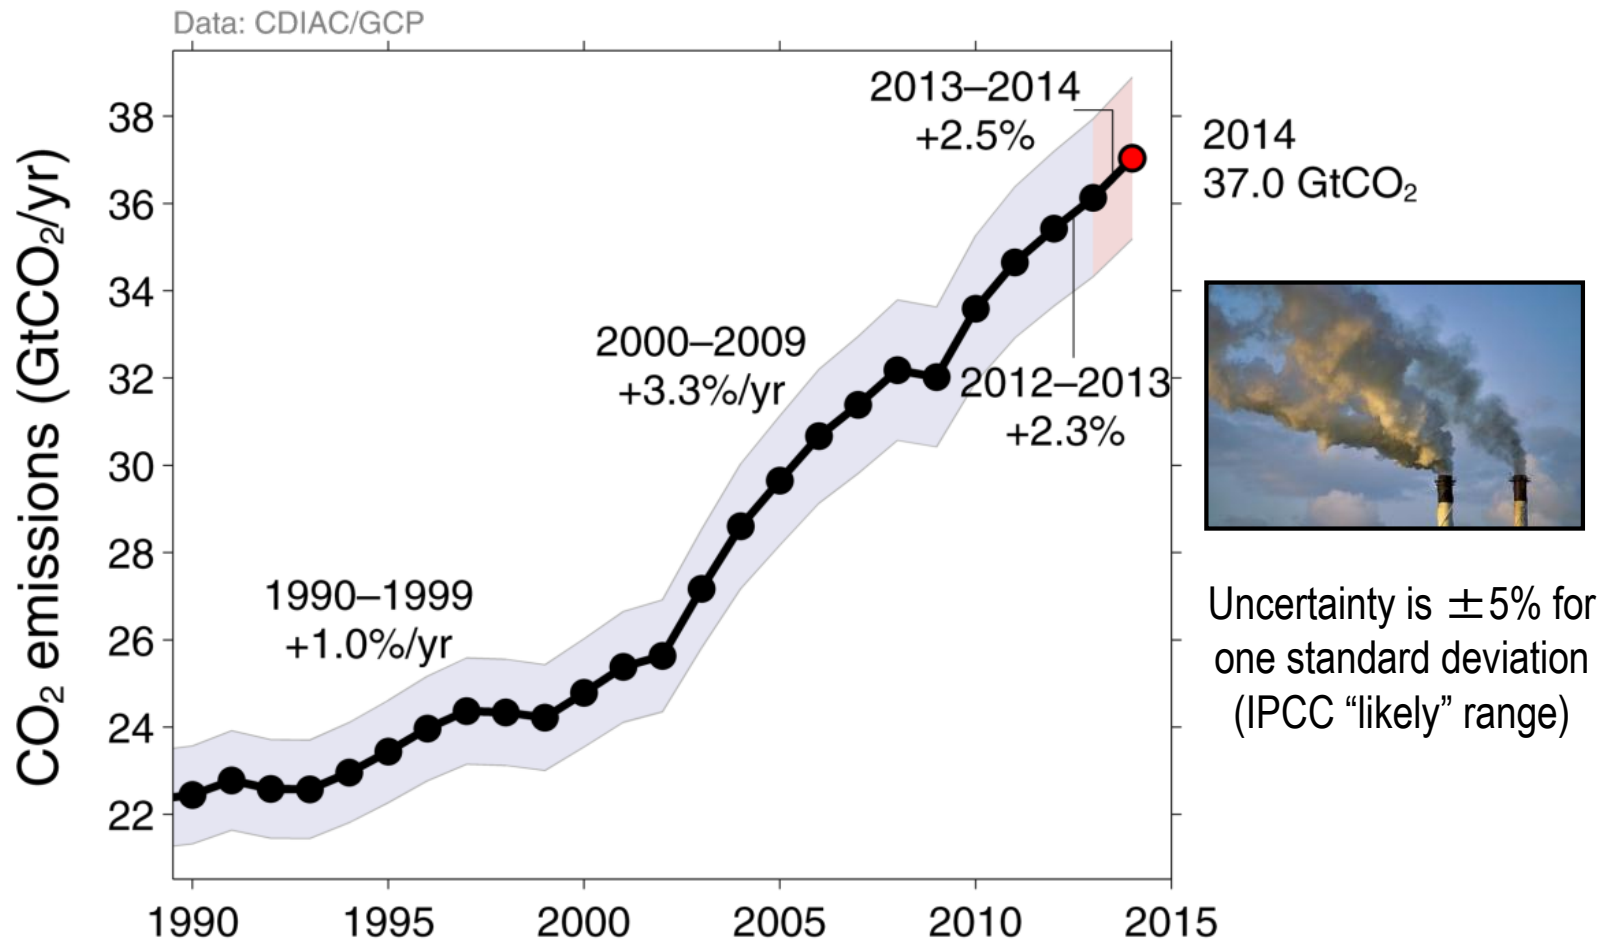 Data: CDIAC/GCP
CO₂ emissions (GtCO₂/yr)
38
36
34
32
30
28
26
24
22
2013–2014
+2.5%
2000–2009
+3.3%/yr
2012–2013
+2.3%
1990–1999
+1.0%/yr
1990 1995 2000 2005 2010 2015
2014
37.0 GtCO₂
Uncertainty is ±5% for
one standard deviation
(IPCC “likely” range)